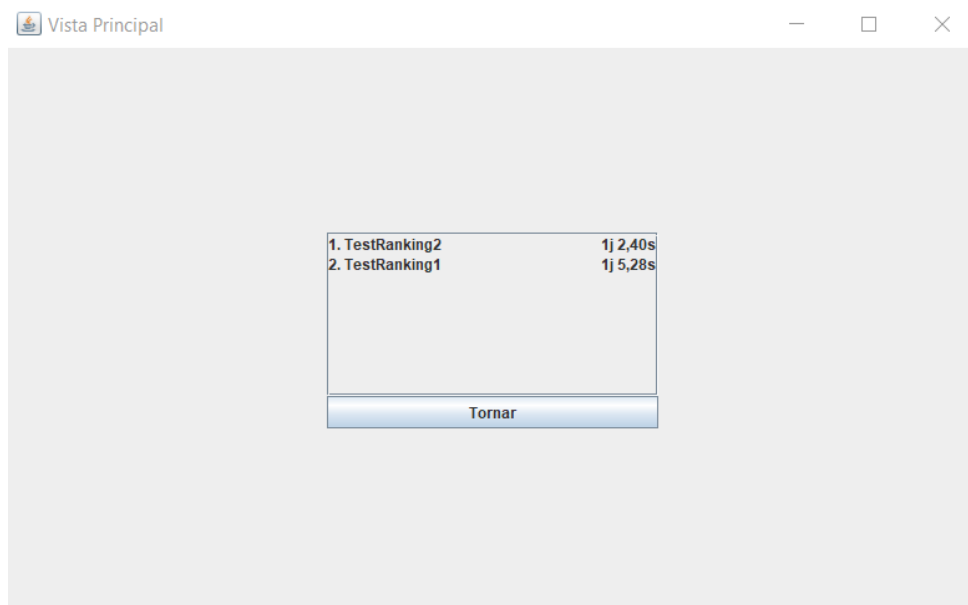 Vista Principal
1. TestRanking2 1j 2,40s
2. TestRanking1 1j 5,28s
Tornar